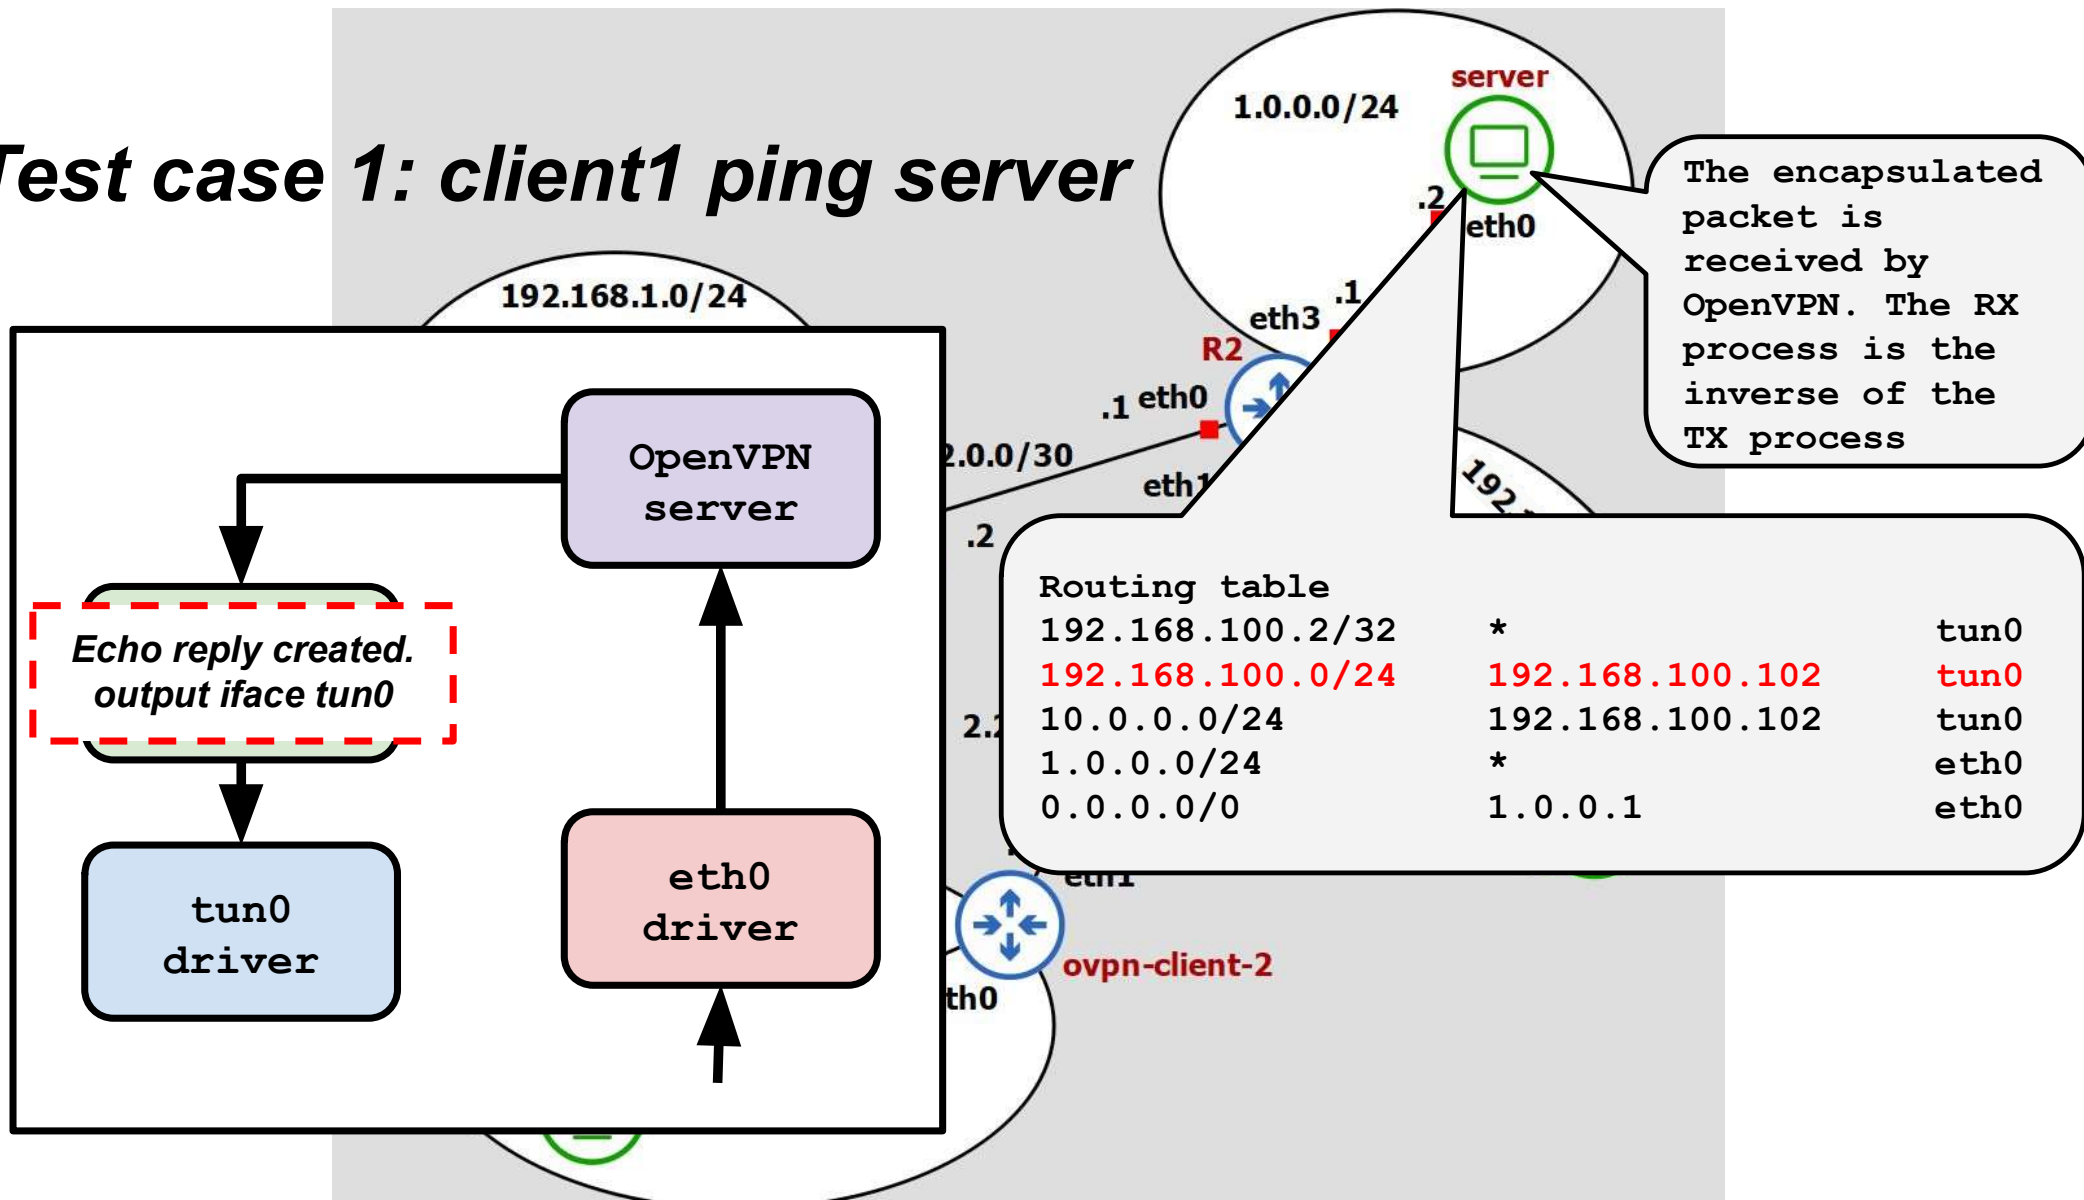 Test case 1: client1 ping server
server
1.0.0.0/24
.2
eth0
The encapsulated
packet is
received by
OpenVPN. The RX
process is the
inverse of the
TX process
192.168.1.0/24
eth3 .1
R2
.1 eth0
2.0.0/30
eth1
.2
192.
OpenVPN
server
Echo reply created.
output iface tun0
tun0
driver
eth0
driver
Routing table
192.168.100.2/32 * tun0
192.168.100.0/24 192.168.100.102 tun0
10.0.0.0/24 192.168.100.102 tun0
1.0.0.0/24 * eth0
0.0.0.0/0 1.0.0.1 eth0
2.2
eth1
ovpn-client-2
th0